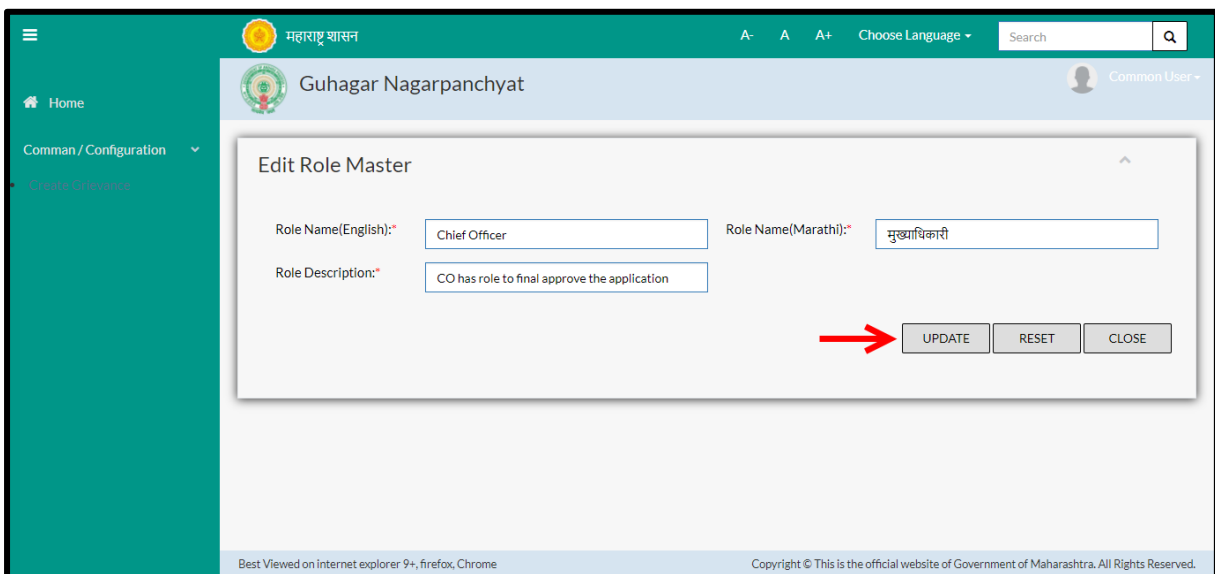 महाराष्ट्र शासन
A- A A+ Choose Language Search
Guhagar Nagarpanchyat
Common User
Home
Comman / Configuration
Create Grievance
Edit Role Master
Role Name(English):* Chief Officer Role Name(Marathi):* मुख्याधिकारी
Role Description:* CO has role to final approve the application
UPDATE RESET CLOSE
Best Viewed on internet explorer 9+, firefox, Chrome Copyright © This is the official website of Government of Maharashtra. All Rights Reserved.